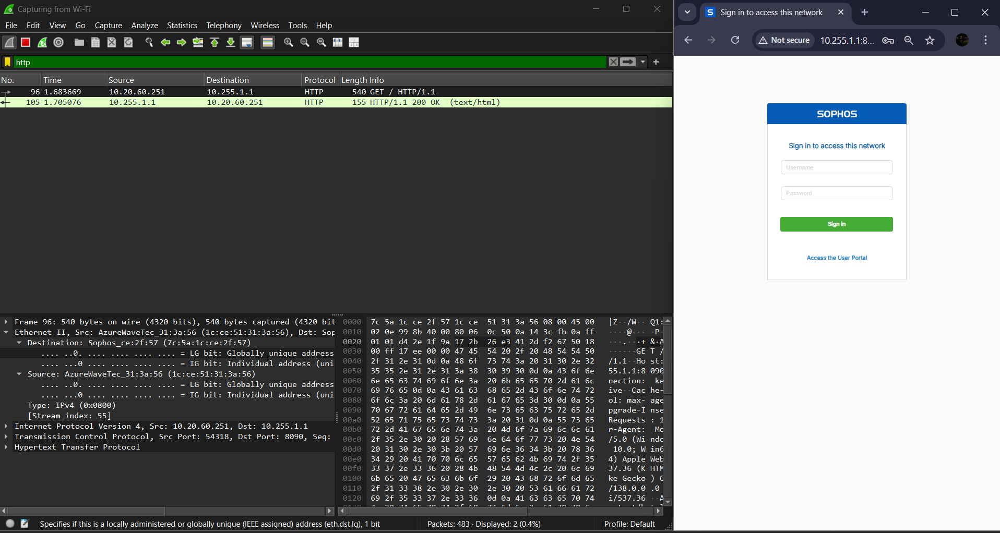 Capturing from Wi-Fi
File Edit View Go Capture Analyze Statistics Telephony Wireless Tools Help
http
No. Time Source Destination Protocol Length Info
96 1.683669 10.20.60.251 10.255.1.1 HTTP 540 GET / HTTP/1.1
105 1.705076 10.255.1.1 10.20.60.251 HTTP 155 HTTP/1.1 200 OK (text/html)
Frame 96: 540 bytes on wire (4320 bits), 540 bytes captured (4320 bit
Ethernet II, Src: AzureWaveTec_31:3a:56 (1c:ce:51:31:3a:56), Dst: Sop
Destination: Sophos_ce:2f:57 (7c:5a:1c:ce:2f:57)
.... ..0. .... .... .... .... = LG bit: Globally unique address
.... ...0 .... .... .... .... = IG bit: Individual address (uni
Source: AzureWaveTec_31:3a:56 (1c:ce:51:31:3a:56)
.... ..0. .... .... .... .... = LG bit: Globally unique address
.... ...0 .... .... .... .... = IG bit: Individual address (uni
Type: IPv4 (0x0800)
[Stream index: 55]
Internet Protocol Version 4, Src: 10.20.60.251, Dst: 10.255.1.1
Transmission Control Protocol, Src Port: 54318, Dst Port: 8090, Seq:
Hypertext Transfer Protocol
0000 7c 5a 1c ce 2f 57 1c ce 51 31 3a 56 08 00 45 00 |Z··/W·· Q1:
0010 02 0e 99 8b 40 00 80 06 0c 50 0a 14 3c fb 0a ff ····@··· ·P·
0020 01 01 d4 2e 1f 9a 17 2b 26 e3 41 2d f2 67 50 18 ···.···+ &·A
0030 00 ff 17 ee 00 00 47 45 54 20 2f 20 48 54 54 50 ······GE T /
0040 2f 31 2e 31 0d 0a 48 6f 73 74 3a 20 31 30 2e 32 /1.1··Ho st:
0050 35 35 2e 31 2e 31 3a 38 30 39 30 0d 0a 43 6f 6e 55.1.1:8 090
0060 6e 65 63 74 69 6f 6e 3a 20 6b 65 65 70 2d 61 6c nection: ke
0070 69 76 65 0d 0a 43 61 63 68 65 2d 43 6f 6e 74 72 ive··Cac he-
0080 6f 6c 3a 20 6d 61 78 2d 61 67 65 3d 30 0d 0a 55 ol: max- age
0090 70 67 72 61 64 65 2d 49 6e 73 65 63 75 72 65 2d pgrade-I nse
00a0 52 65 71 75 65 73 74 73 3a 20 31 0d 0a 55 73 65 Requests : 1
00b0 72 2d 41 67 65 6e 74 3a 20 4d 6f 7a 69 6c 6c 61 r-Agent: Mo
00c0 2f 35 2e 30 20 28 57 69 6e 64 6f 77 73 20 4e 54 /5.0 (Wi ndo
00d0 20 31 30 2e 30 3b 20 57 69 6e 36 34 3b 20 78 36 10.0; W in6
00e0 34 29 20 41 70 70 6c 65 57 65 62 4b 69 74 2f 35 4) Apple Web
00f0 33 37 2e 33 36 20 28 4b 48 54 4d 4c 2c 20 6c 69 37.36 (K HTM
0100 6b 65 20 47 65 63 6b 6f 29 20 43 68 72 6f 6d 65 ke Gecko ) C
0110 2f 31 33 38 2e 30 2e 30 2e 30 20 53 61 66 61 72 /138.0.0 .0
0120 69 2f 35 33 37 2e 33 36 0d 0a 41 63 63 65 70 74 i/537.36 ··A
Specifies if this is a locally administered or globally unique (IEEE assigned) address (eth.dst.lg), 1 bit
Packets: 483 · Displayed: 2 (0.4%)
Profile: Default
S Sign in to access this network
Not secure 10.255.1.1:8...
SOPHOS
Sign in to access this network
Username
Password
Sign in
Access the User Portal